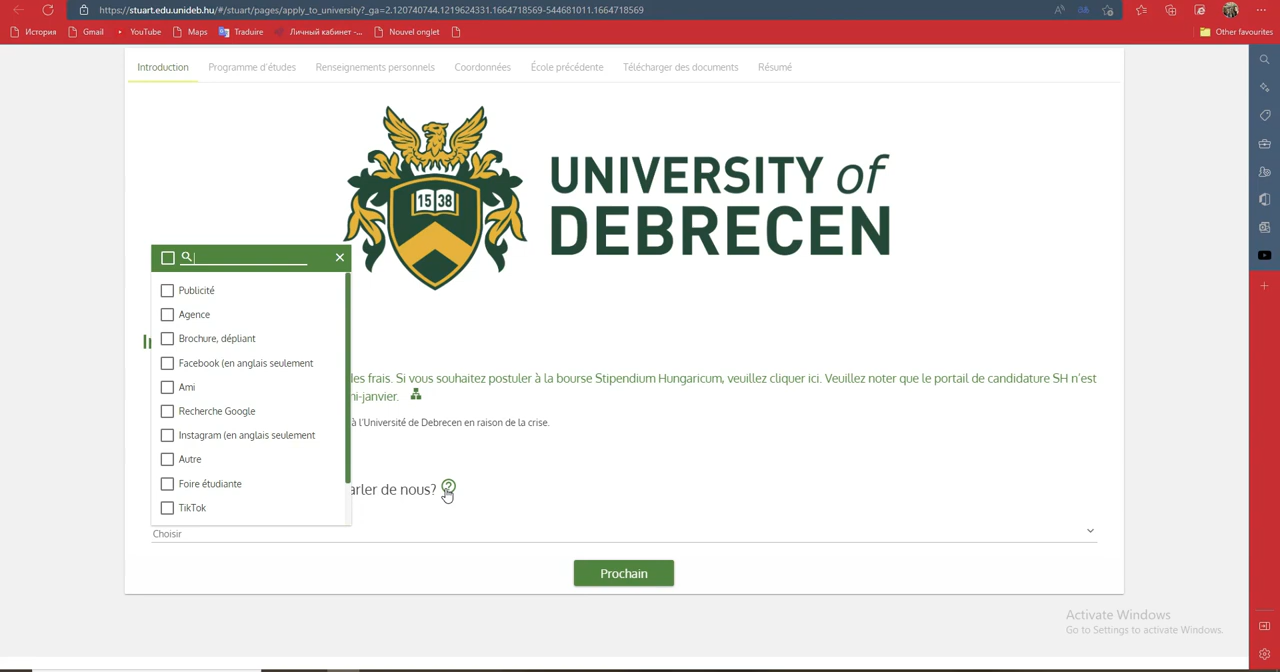 https://stuart.edu.unideb.hu/#/stuart/pages/apply_to_university?_ga=2.120740744.1219624331.1664718569-544681011.1664718569
История Gmail YouTube Maps Traduire Личный кабинет -... Nouvel onglet Other favourites
Introduction Programme d'études Renseignements personnels Coordonnées École précédente Télécharger des documents Résumé
15 38
UNIVERSITY of
DEBRECEN
Publicité
Agence
Brochure, dépliant
Facebook (en anglais seulement
Ami
Recherche Google
Instagram (en anglais seulement
Autre
Foire étudiante
TikTok
des frais. Si vous souhaitez postuler à la bourse Stipendium Hungaricum, veuillez cliquer ici. Veuillez noter que le portail de candidature SH n'est
ni-janvier.
à l'Université de Debrecen en raison de la crise.
arler de nous?
Choisir
Prochain
Activate Windows
Go to Settings to activate Windows.